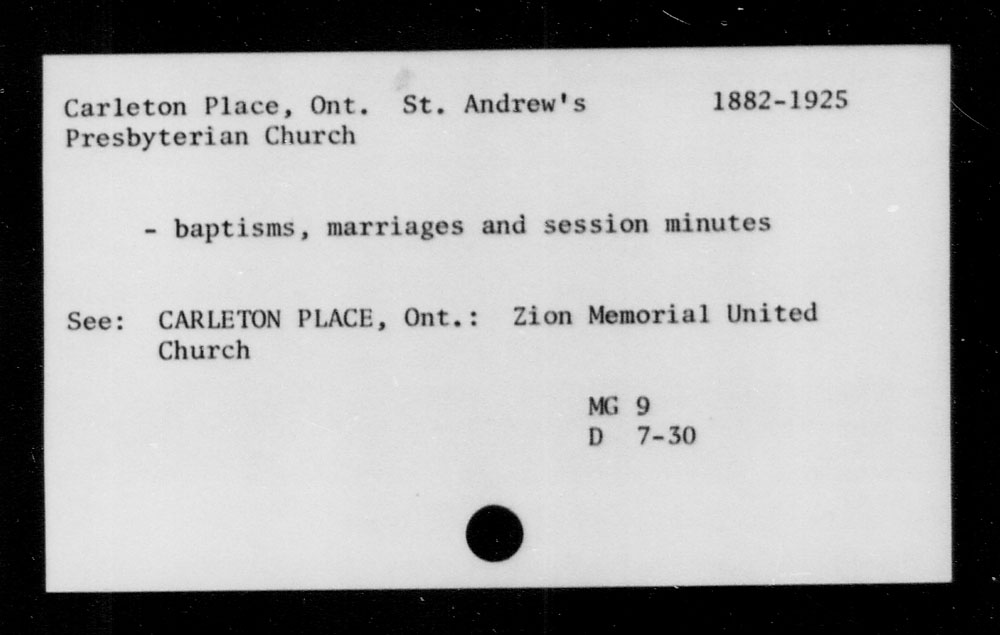 Carleton Place, Ont. St. Andrew's 1882-1925
Presbyterian Church
- baptisms, marriages and session minutes
See: CARLETON PLACE, Ont.: Zion Memorial United
Church
MG 9
D 7-30